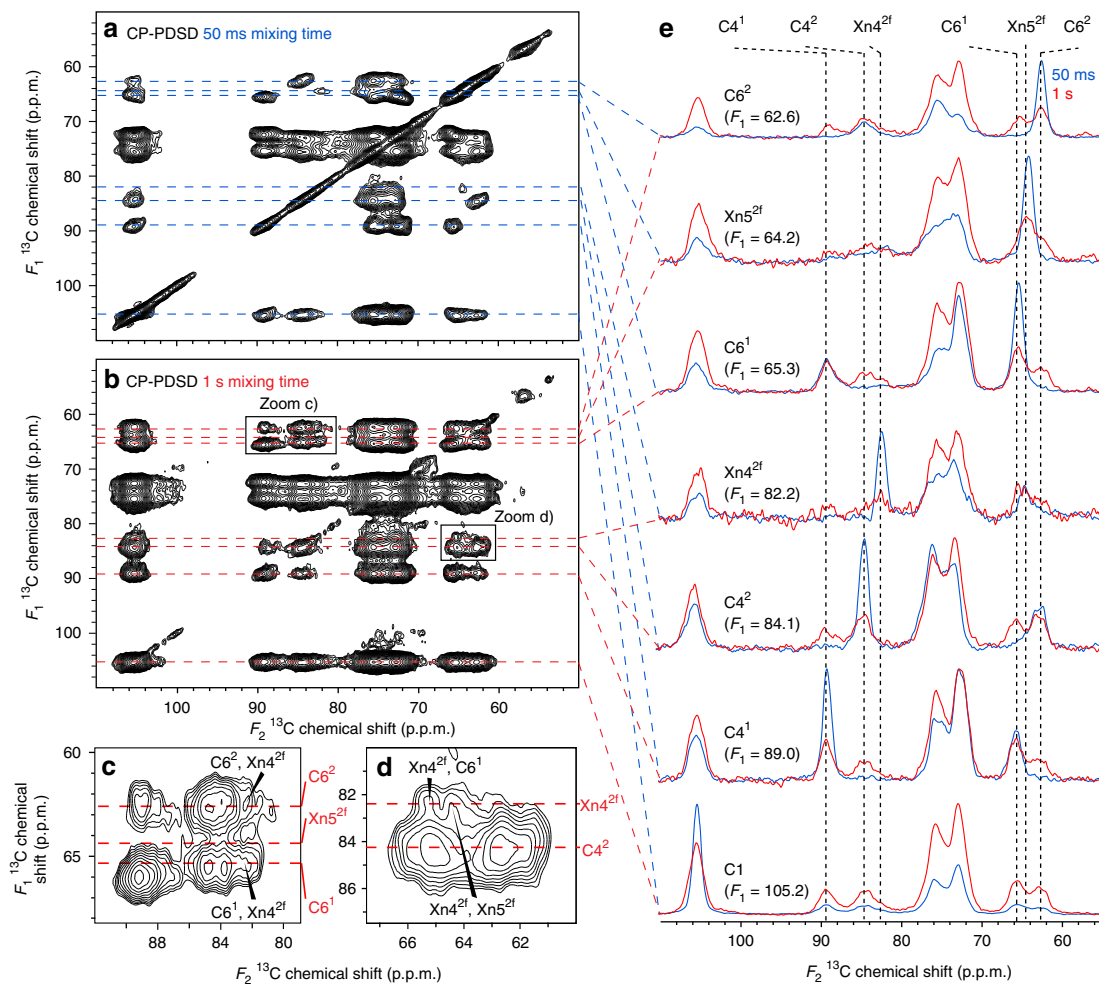 a CP-PDSD 50 ms mixing time
60
70
80
90
100
F1 13C chemical shift (p.p.m.)
b CP-PDSD 1 s mixing time
Zoom c)
Zoom d)
60
70
80
90
100
F1 13C chemical shift (p.p.m.)
100 90 80 70 60
F2 13C chemical shift (p.p.m.)
c
C6², Xn4²ᶠ
C6¹, Xn4²ᶠ
C6²
Xn5²ᶠ
C6¹
60
65
F1 13C chemical
shift (p.p.m.)
88 84 80
d
Xn4²ᶠ, C6¹
Xn4²ᶠ, Xn5²ᶠ
Xn4²ᶠ
C4²
82
84
86
66 64 62
F2 13C chemical shift (p.p.m.)
e
C4¹ C4² Xn4²ᶠ C6¹ Xn5²ᶠ C6²
50 ms
1 s
C6²
(F1 = 62.6)
Xn5²ᶠ
(F1 = 64.2)
C6¹
(F1 = 65.3)
Xn4²ᶠ
(F1 = 82.2)
C4²
(F1 = 84.1)
C4¹
(F1 = 89.0)
C1
(F1 = 105.2)
100 90 80 70 60
F2 13C chemical shift (p.p.m.)